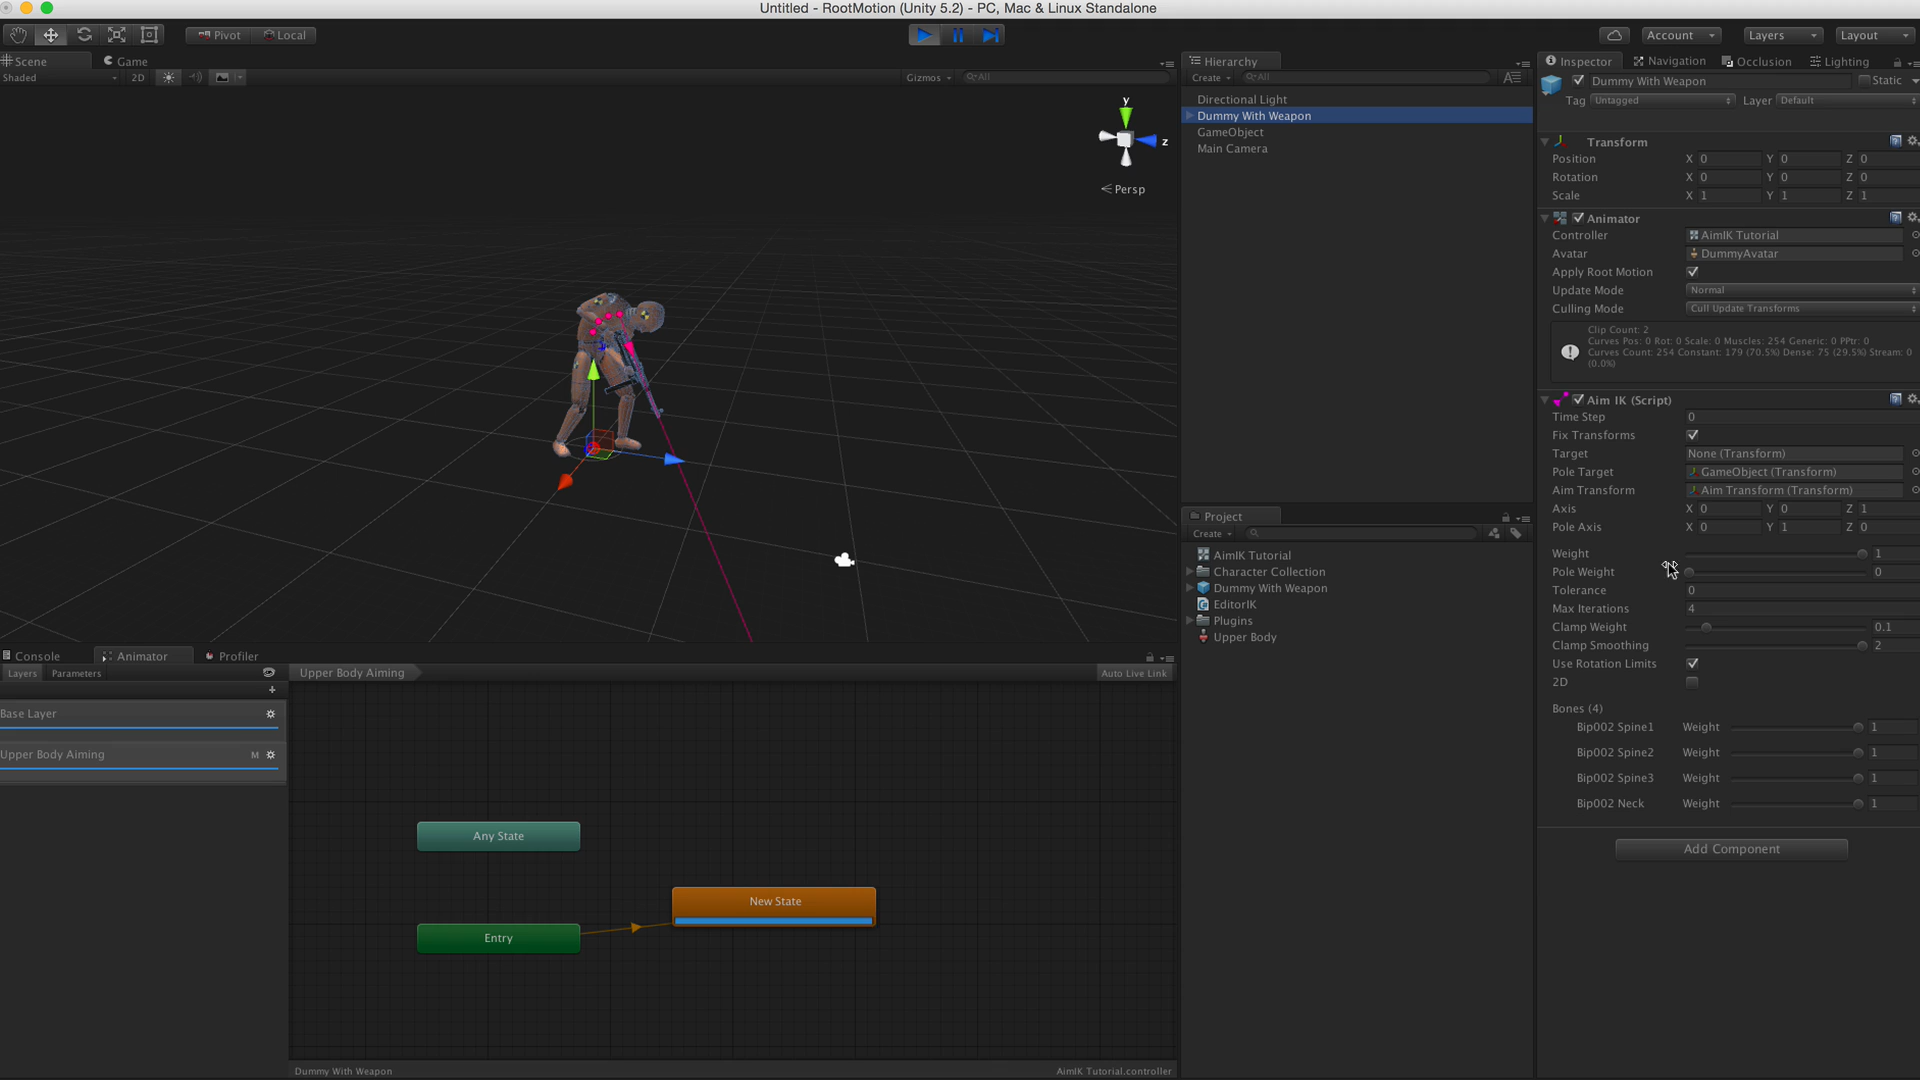 Untitled - RootMotion (Unity 5.2) - PC, Mac & Linux Standalone
Pivot
Local
Account
Layers
Layout
Scene
Game
Shaded
2D
Gizmos
All
y
z
Persp
Hierarchy
Create
All
Directional Light
Dummy With Weapon
GameObject
Main Camera
Project
Create
AimIK Tutorial
Character Collection
Dummy With Weapon
EditorIK
Plugins
Upper Body
Inspector
Navigation
Occlusion
Lighting
Dummy With Weapon
Static
Tag Untagged Layer Default
Transform
Position X 0 Y 0 Z 0
Rotation X 0 Y 0 Z 0
Scale X 1 Y 1 Z 1
Animator
Controller AimIK Tutorial
Avatar DummyAvatar
Apply Root Motion
Update Mode Normal
Culling Mode Cull Update Transforms
Clip Count: 2
Curves Pos: 0 Rot: 0 Scale: 0 Muscles: 254 Generic: 0 PPtr: 0
Curves Count: 254 Constant: 179 (70.5%) Dense: 75 (29.5%) Stream: 0
(0.0%)
Aim IK (Script)
Time Step 0
Fix Transforms
Target None (Transform)
Pole Target GameObject (Transform)
Aim Transform Aim Transform (Transform)
Axis X 0 Y 0 Z 1
Pole Axis X 0 Y 1 Z 0
Weight 1
Pole Weight 0
Tolerance 0
Max Iterations 4
Clamp Weight 0.1
Clamp Smoothing 2
Use Rotation Limits
2D
Bones (4)
Bip002 Spine1 Weight 1
Bip002 Spine2 Weight 1
Bip002 Spine3 Weight 1
Bip002 Neck Weight 1
Add Component
Console
Animator
Profiler
Layers
Parameters
Upper Body Aiming
Auto Live Link
+
Base Layer
Upper Body Aiming M
Any State
New State
Entry
Dummy With Weapon
AimIK Tutorial.controller